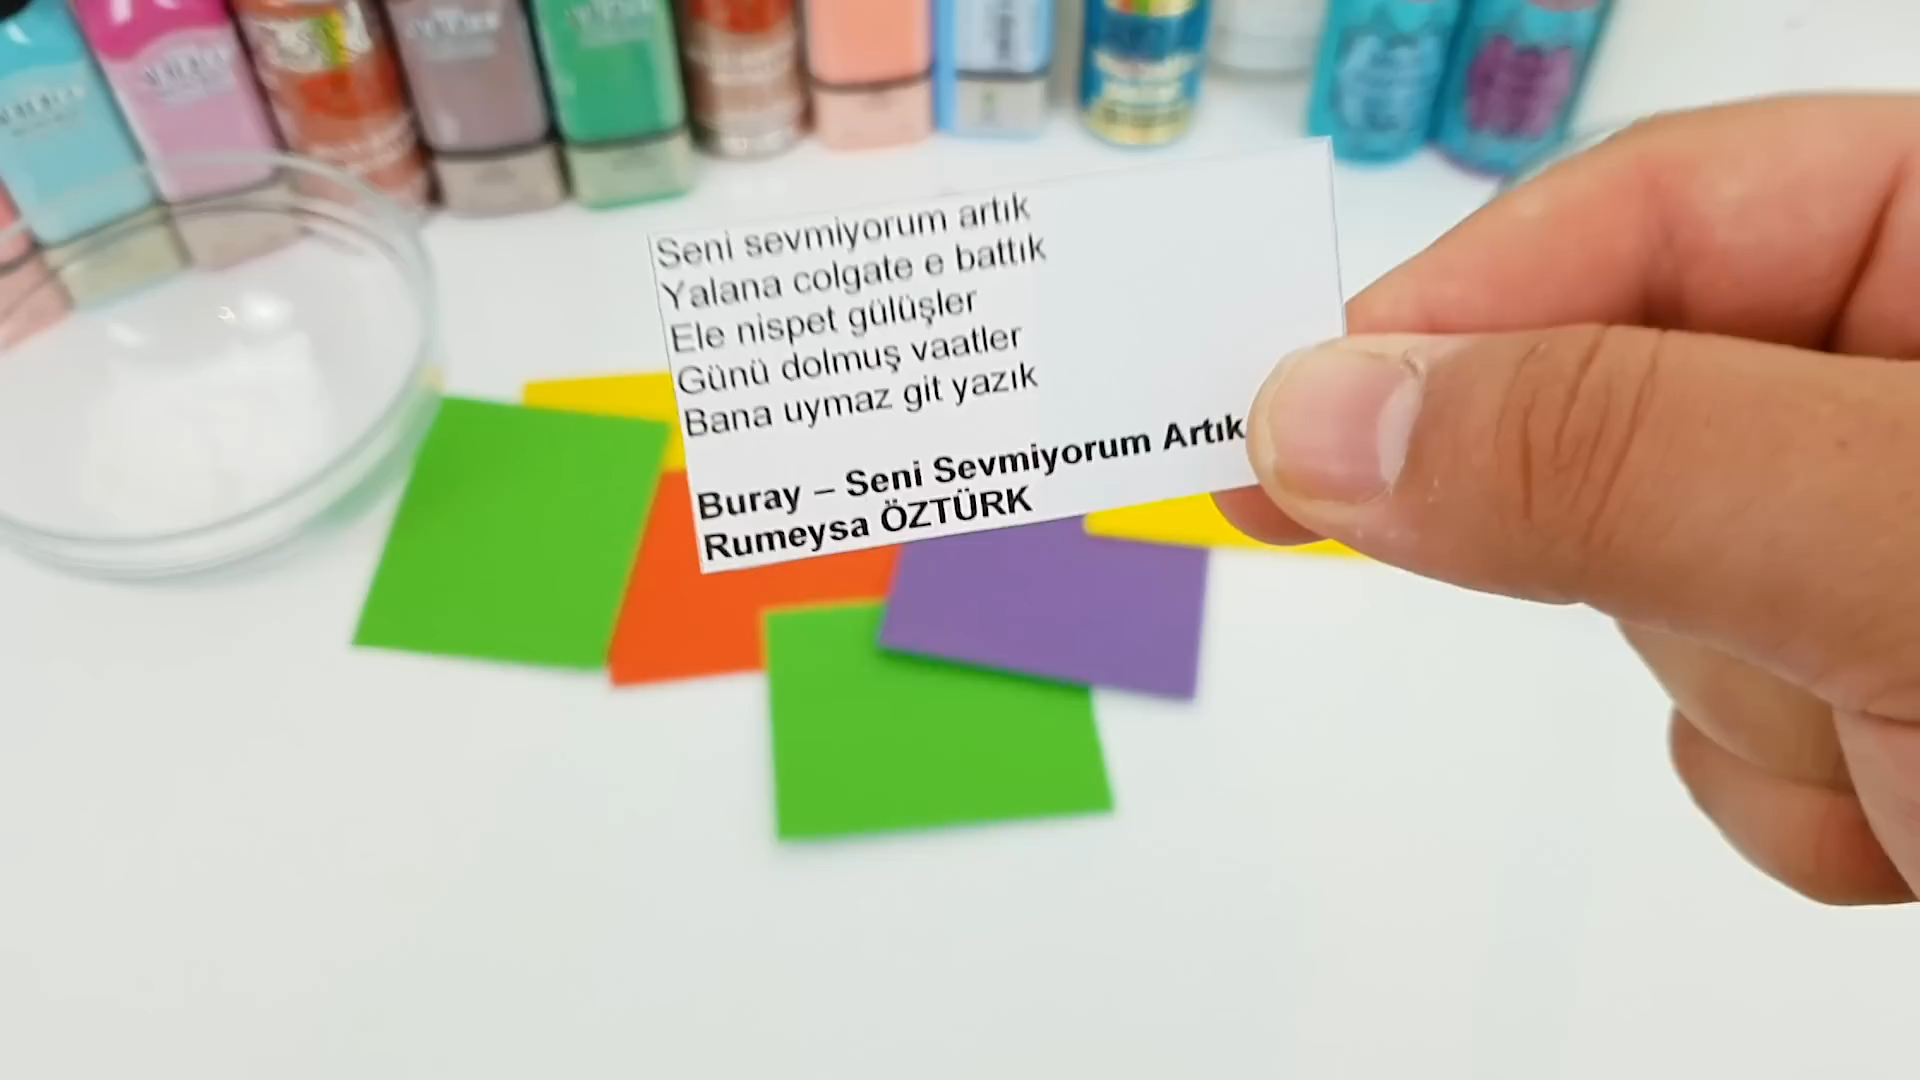 Seni sevmiyorum artık
Yalana colgate e battık
Ele nispet gülüşler
Günü dolmuş vaatler
Bana uymaz git yazık
Buray – Seni Sevmiyorum Artık
Rumeysa ÖZTÜRK